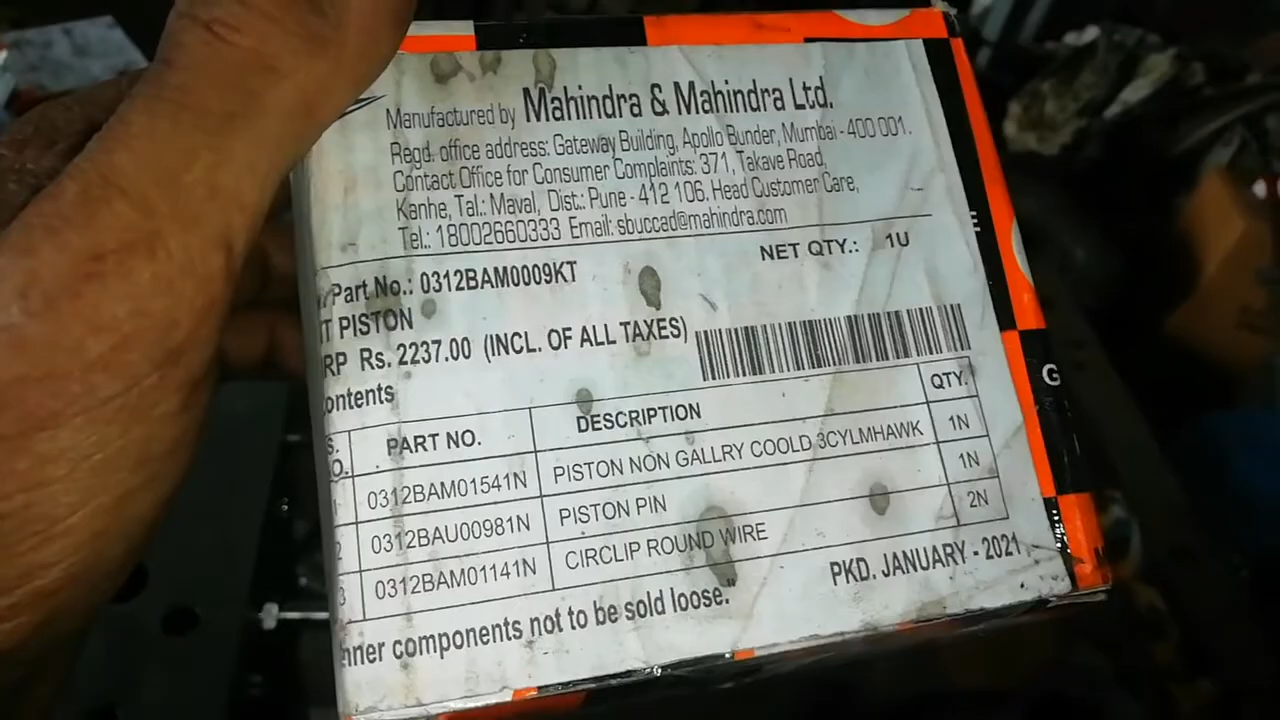 Manufactured by Mahindra & Mahindra Ltd.
Regd. office address: Gateway Building, Apollo Bunder, Mumbai - 400 001.
Contact Office for Consumer Complaints: 371, Takave Road,
Kanhe, Tal.: Maval, Dist.: Pune - 412 106. Head Customer Care,
Tel.: 18002660333 Email: sbuccad@mahindra.com
NET QTY.: 1U
Part No.: 0312BAM0009KT
T PISTON
RP Rs. 2237.00 (INCL. OF ALL TAXES)
ontents
S. PART NO. DESCRIPTION QTY.
O.
1 0312BAM01541N PISTON NON GALLRY COOLD 3CYLMHAWK 1N
2 0312BAU00981N PISTON PIN 1N
3 0312BAM01141N CIRCLIP ROUND WIRE 2N
nner components not to be sold loose."
PKD. JANUARY - 2021
E
G